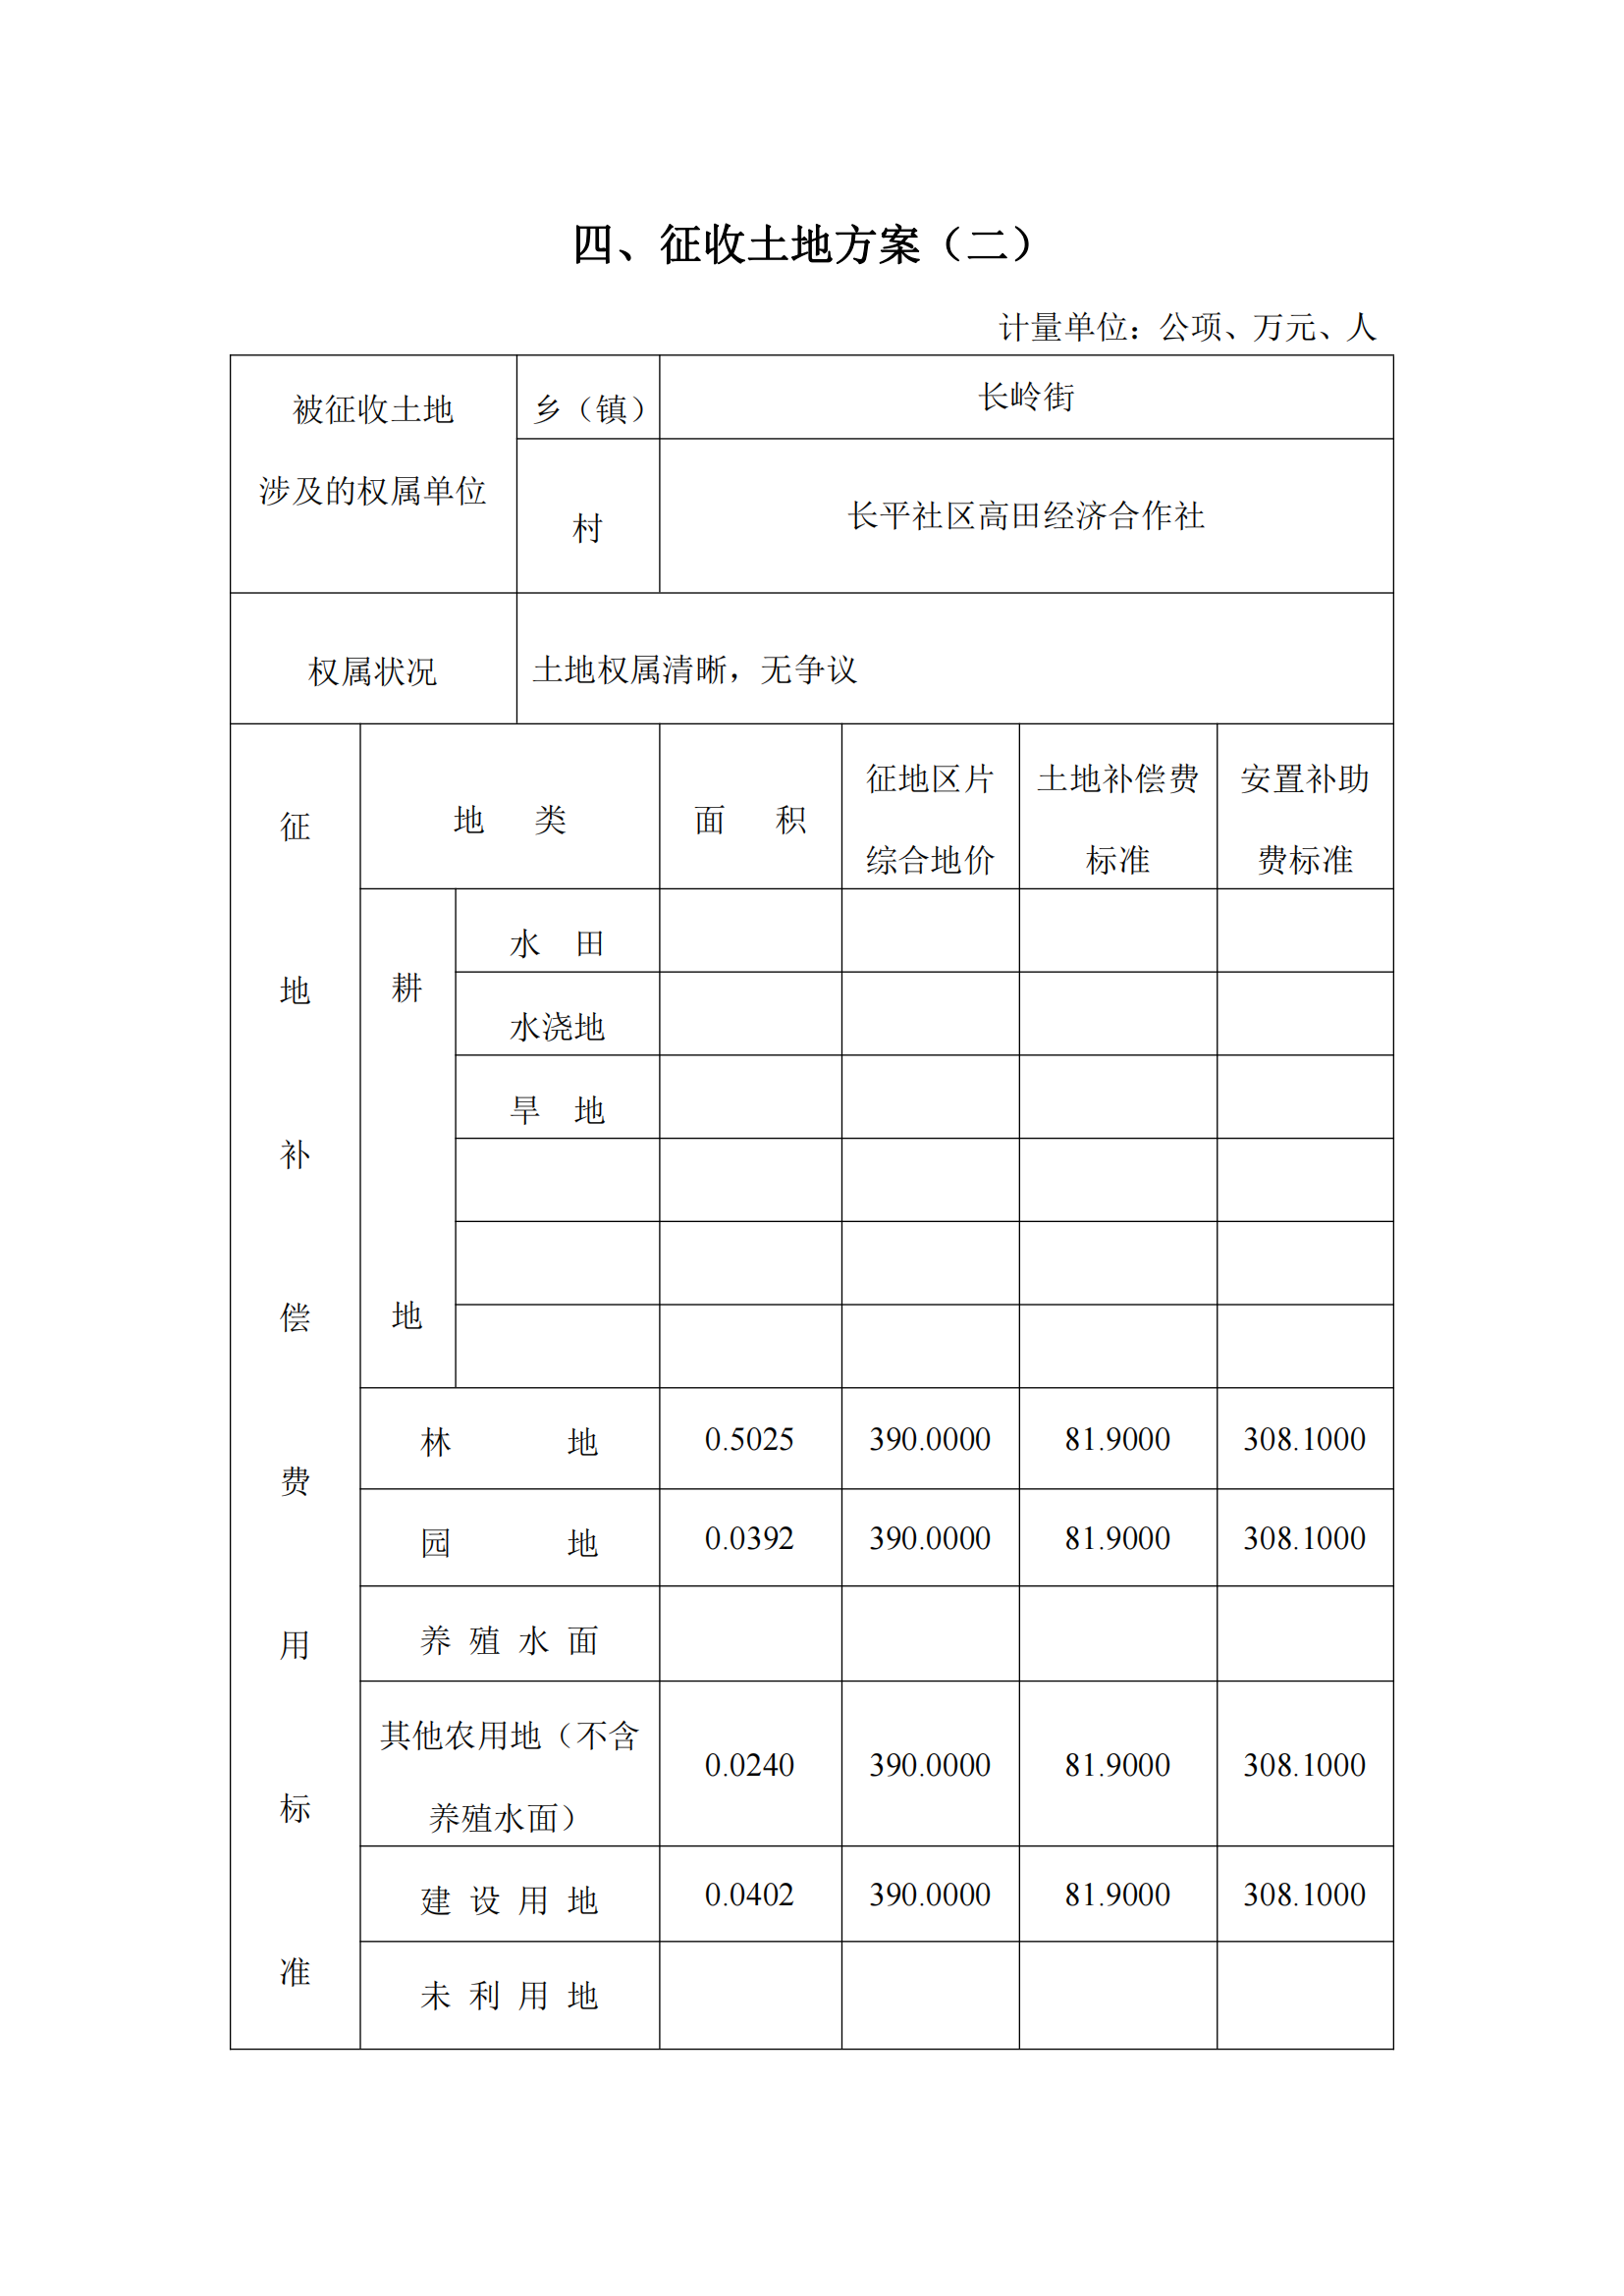 四、征收土地方案（二）
计量单位：公项、万元、人
被征收土地
涉及的权属单位
乡（镇）
长岭街
村
长平社区高田经济合作社
权属状况
土地权属清晰，无争议
征
地
补
偿
费
用
标
准
地 类
面 积
征地区片
综合地价
土地补偿费
标准
安置补助
费标准
耕
地
水 田
水浇地
旱 地
林 地
0.5025
390.0000
81.9000
308.1000
园 地
0.0392
390.0000
81.9000
308.1000
养 殖 水 面
其他农用地（不含
养殖水面）
0.0240
390.0000
81.9000
308.1000
建 设 用 地
0.0402
390.0000
81.9000
308.1000
未 利 用 地